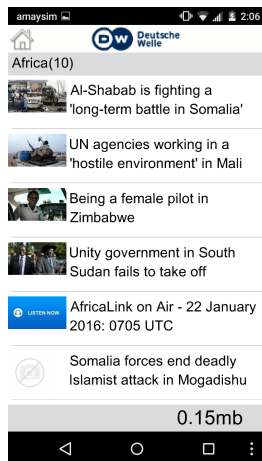 amaysim 2:06
DW Deutsche
Welle
Africa(10)
Al-Shabab is fighting a
'long-term battle in Somalia'
UN agencies working in a
'hostile environment' in Mali
Being a female pilot in
Zimbabwe
Unity government in South
Sudan fails to take off
LISTEN NOW
AfricaLink on Air - 22 January
2016: 0705 UTC
Somalia forces end deadly
Islamist attack in Mogadishu
0.15mb